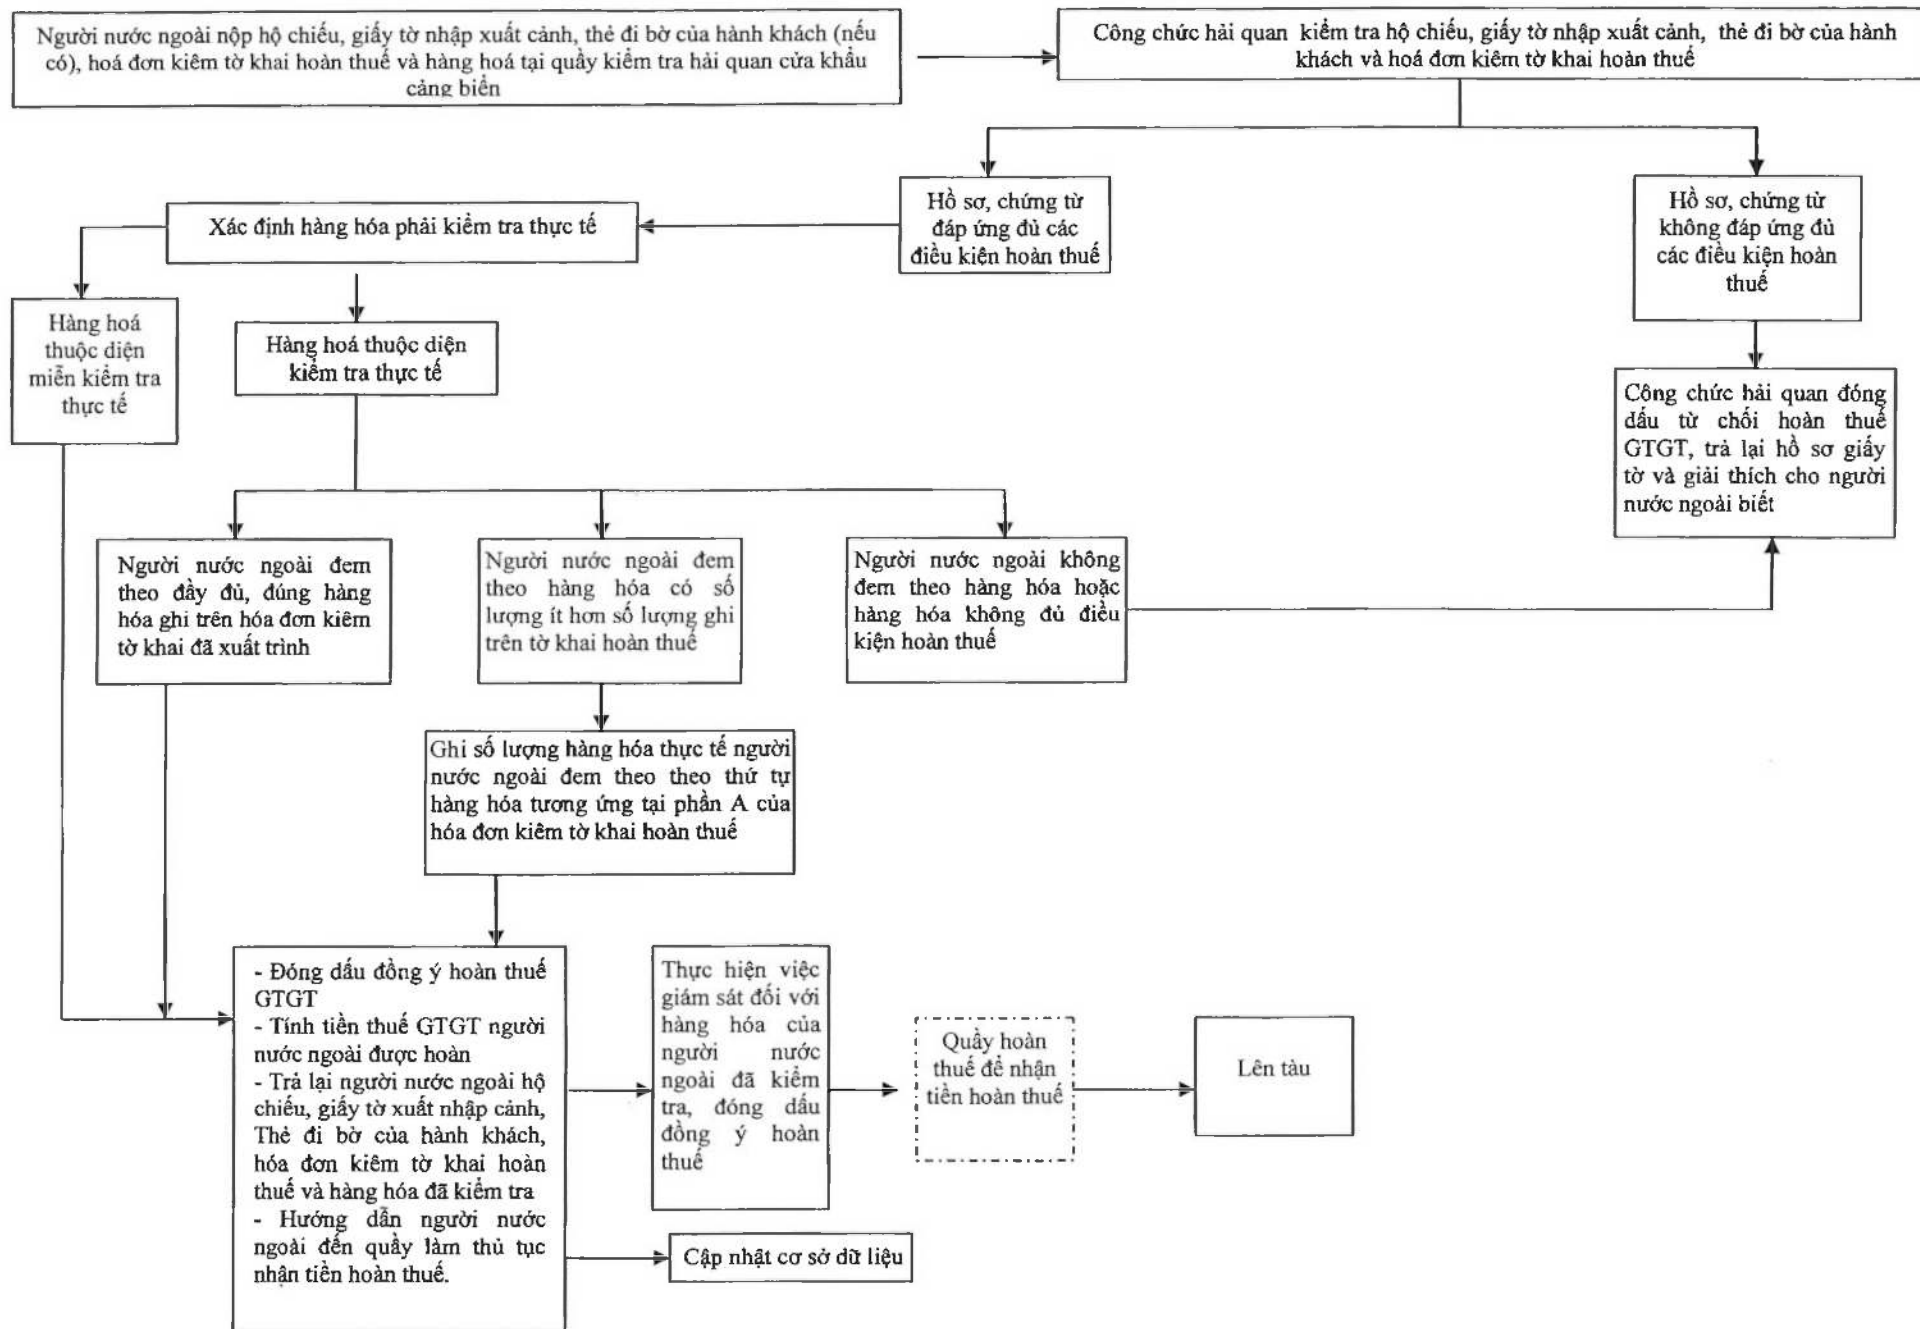 Người nước ngoài nộp hộ chiếu, giấy tờ nhập xuất cảnh, thẻ đi bờ của hành khách (nếu
có), hoá đơn kiêm tờ khai hoàn thuế và hàng hoá tại quầy kiểm tra hải quan cửa khẩu
cảng biển
Công chức hải quan kiểm tra hộ chiếu, giấy tờ nhập xuất cảnh, thẻ đi bờ của hành
khách và hoá đơn kiêm tờ khai hoàn thuế
Hồ sơ, chứng từ
đáp ứng đủ các
điều kiện hoàn thuế
Hồ sơ, chứng từ
không đáp ứng đủ
các điều kiện hoàn
thuế
Xác định hàng hóa phải kiểm tra thực tế
Hàng hoá
thuộc diện
miễn kiểm tra
thực tế
Hàng hoá thuộc diện
kiểm tra thực tế
Công chức hải quan đóng
dấu từ chối hoàn thuế
GTGT, trả lại hồ sơ giấy
tờ và giải thích cho người
nước ngoài biết
Người nước ngoài đem
theo đầy đủ, đúng hàng
hóa ghi trên hóa đơn kiêm
tờ khai đã xuất trình
Người nước ngoài đem
theo hàng hóa có số
lượng ít hơn số lượng ghi
trên tờ khai hoàn thuế
Người nước ngoài không
đem theo hàng hóa hoặc
hàng hóa không đủ điều
kiện hoàn thuế
Ghi số lượng hàng hóa thực tế người
nước ngoài đem theo theo thứ tự
hàng hóa tương ứng tại phần A của
hóa đơn kiêm tờ khai hoàn thuế
- Đóng dấu đồng ý hoàn thuế
GTGT
- Tính tiền thuế GTGT người
nước ngoài được hoàn
- Trả lại người nước ngoài hộ
chiếu, giấy tờ xuất nhập cảnh,
Thẻ đi bờ của hành khách,
hóa đơn kiêm tờ khai hoàn
thuế và hàng hóa đã kiểm tra
- Hướng dẫn người nước
ngoài đến quầy làm thủ tục
nhận tiền hoàn thuế.
Thực hiện việc
giám sát đối với
hàng hóa của
người nước
ngoài đã kiểm
tra, đóng dấu
đồng ý hoàn
thuế
Quầy hoàn
thuế để nhận
tiền hoàn thuế
Lên tàu
Cập nhật cơ sở dữ liệu